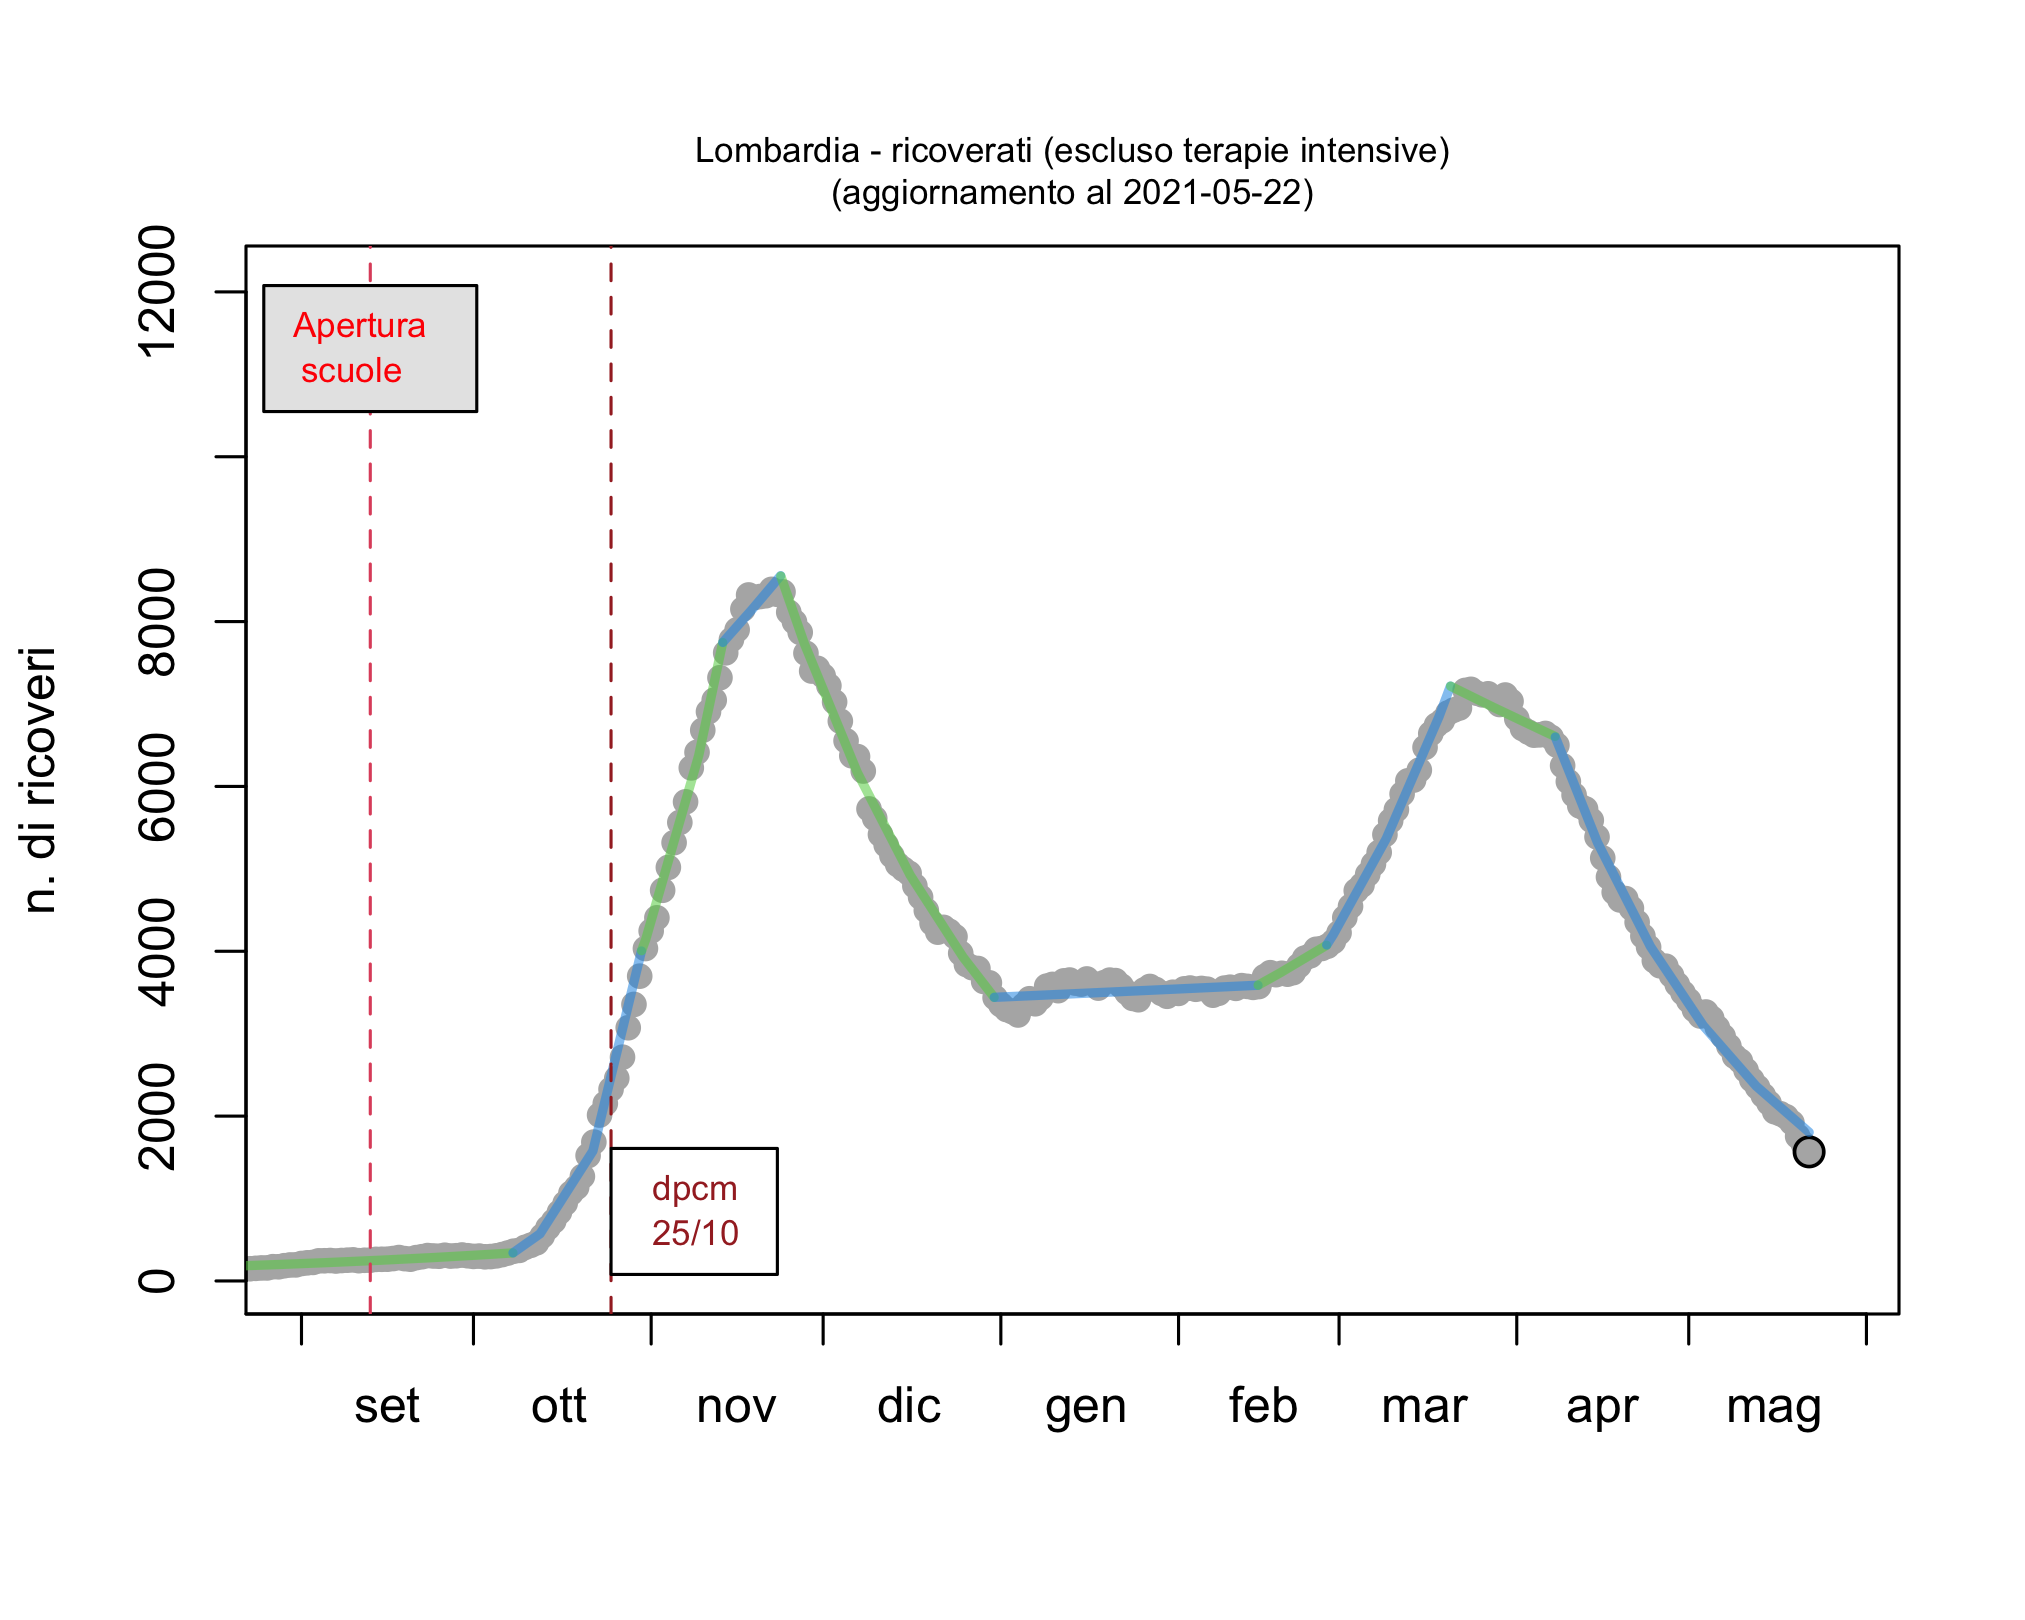 Lombardia - ricoverati (escluso terapie intensive)
(aggiornamento al 2021-05-22)
n. di ricoveri
12000
8000
6000
4000
2000
0
Apertura
scuole
dpcm
25/10
set ott nov dic gen feb mar apr mag